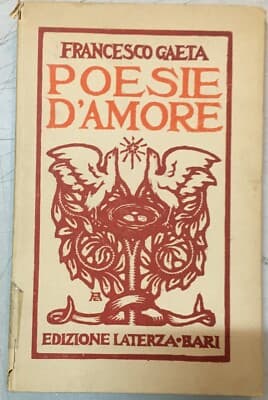 FRANCESCO GAETA
POESIE
D'AMORE
EDIZIONE LATERZA•BARI